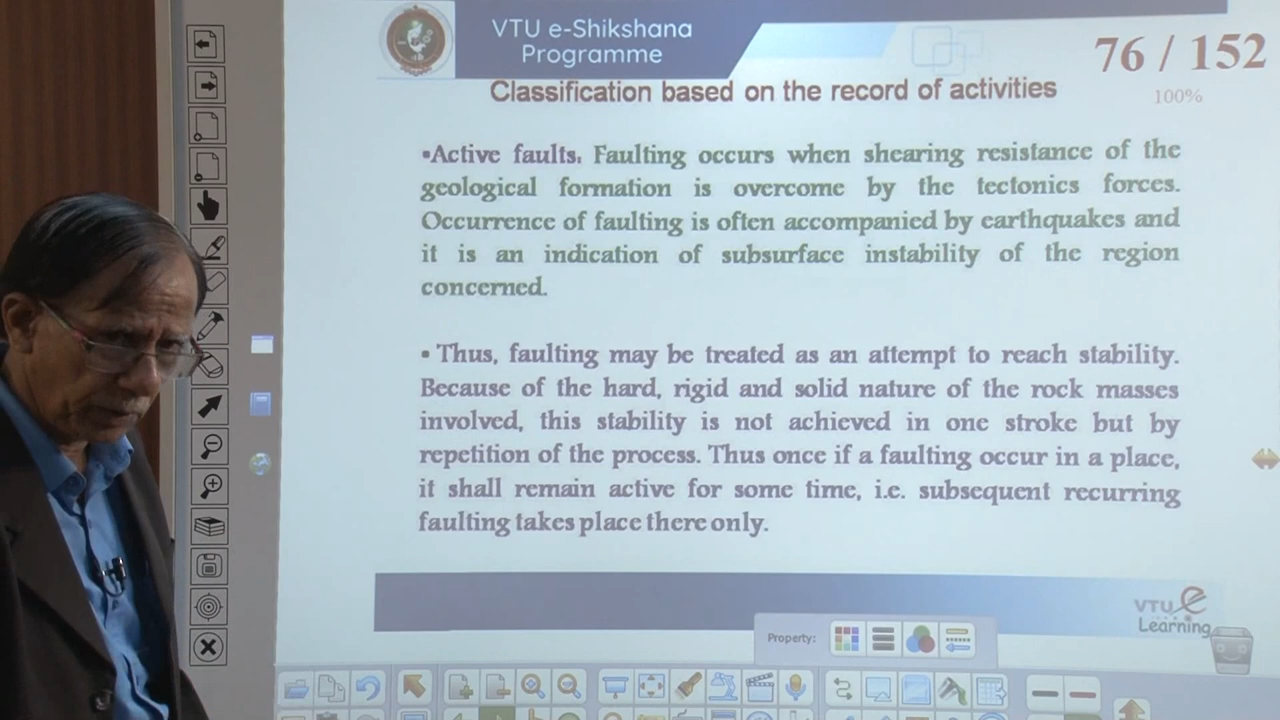 VTU e-Shikshana
Programme
76 / 152
100%
Classification based on the record of activities
▪Active faults. Faulting occurs when shearing resistance of the
geological formation is overcome by the tectonics forces.
Occurrence of faulting is often accompanied by earthquakes and
it is an indication of subsurface instability of the region
concerned.
▪ Thus, faulting may be treated as an attempt to reach stability.
Because of the hard, rigid and solid nature of the rock masses
involved, this stability is not achieved in one stroke but by
repetition of the process. Thus once if a faulting occur in a place,
it shall remain active for some time, i.e. subsequent recurring
faulting takes place there only.
VTU e
Learning
Property: